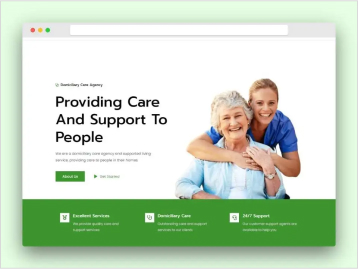 Domiciliary Care Agency
Providing Care
And Support To
People
We are a domiciliary care agency and supported living
service, providing care to people in their homes.
About Us
Get Started
Excellent Services
We provide quality care and
support services
Domiciliary Care
Outstanding care and support
services to our clients
24/7 Support
Our customer support agents are
available to help you